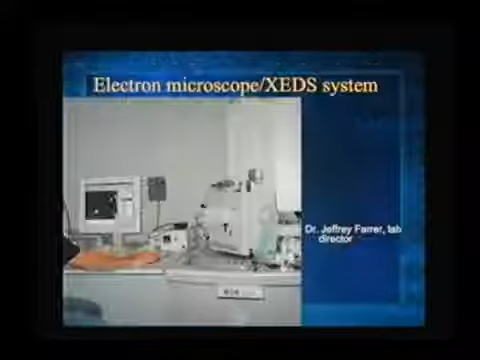 Electron microscope/XEDS system
Dr. Jeffrey Farrer, lab
director